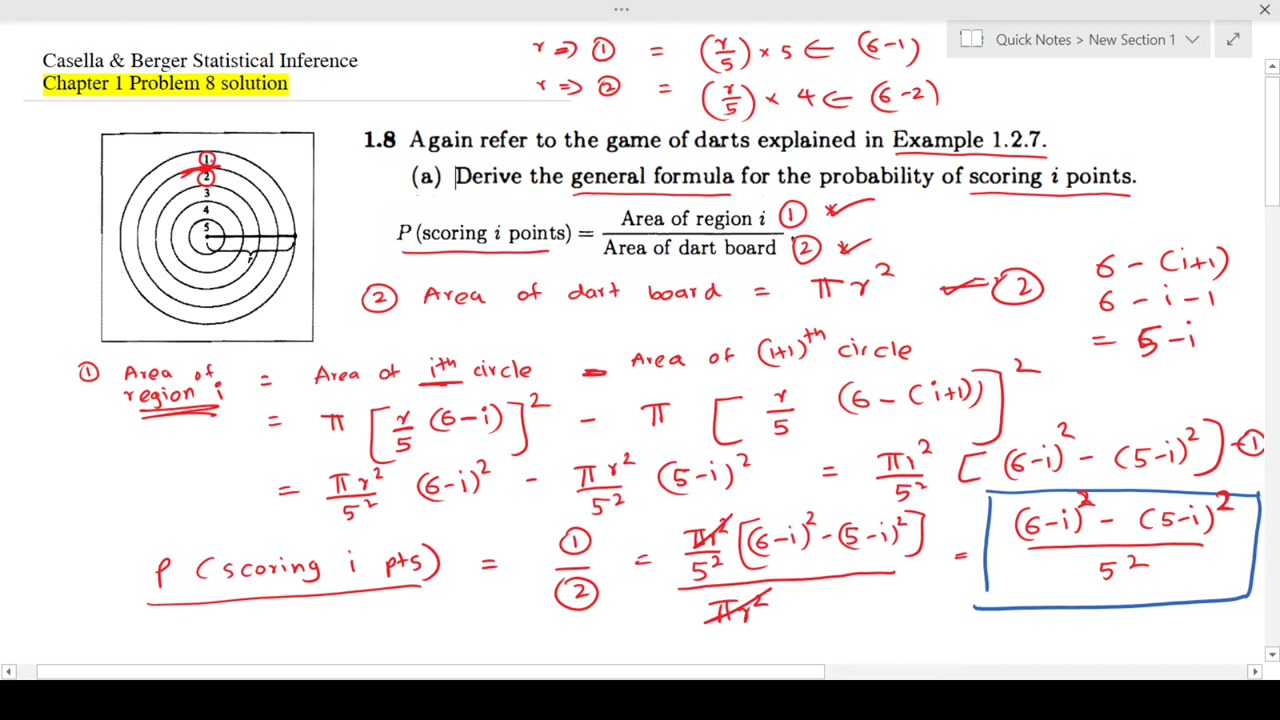 Quick Notes > New Section 1
Casella & Berger Statistical Inference
Chapter 1 Problem 8 solution
r => ① = (r/5) × 5 ⇐ (6-1)
r => ② = (r/5) × 4 ⇐ (6-2)
1
2
3
4
5
r
1.8 Again refer to the game of darts explained in Example 1.2.7.
(a) Derive the general formula for the probability of scoring i points.
P(scoring i points) = Area of region i / Area of dart board
①
②
② Area of dart board = πr² ②
6 - (i+1)
6 - i - 1
= 5-i
① Area of region i = Area of ith circle - Area of (i+1)th circle
= π [r/5 (6-i)]² - π [r/5 (6-(i+1))]²
= πr²/5² (6-i)² - πr²/5² (5-i)² = πr²/5² [(6-i)² - (5-i)²] - ①
P (scoring i pts) = ①/② = πr²/5² [(6-i)² - (5-i)²] / πr² = (6-i)² - (5-i)² / 5²